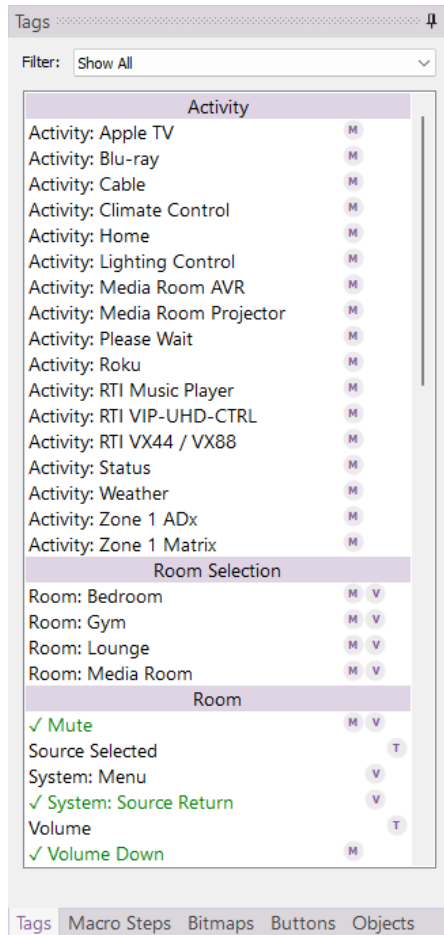 Tags
Filter: Show All
Activity
Activity: Apple TV M
Activity: Blu-ray M
Activity: Cable M
Activity: Climate Control M
Activity: Home M
Activity: Lighting Control M
Activity: Media Room AVR M
Activity: Media Room Projector M
Activity: Please Wait M
Activity: Roku M
Activity: RTI Music Player M
Activity: RTI VIP-UHD-CTRL M
Activity: RTI VX44 / VX88 M
Activity: Status M
Activity: Weather M
Activity: Zone 1 ADx M
Activity: Zone 1 Matrix M
Room Selection
Room: Bedroom M V
Room: Gym M V
Room: Lounge M V
Room: Media Room M V
Room
✓ Mute M V
Source Selected T
System: Menu V
✓ System: Source Return V
Volume T
✓ Volume Down M
Tags Macro Steps Bitmaps Buttons Objects